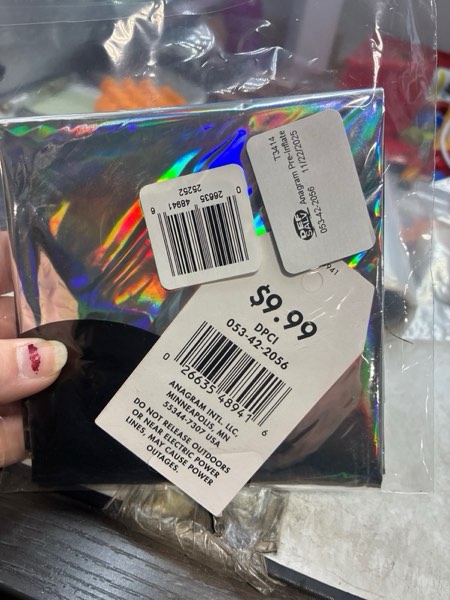 T3414
Anagram Pre-Inflate
053-42-2056 11/22/2025
0 26635 48941 6
25252
$9.99
DPCI
053-42-2056
0 26635 48941 6
ANAGRAM INTL. LLC,
MINNEAPOLIS, MN
USA
DO NOT RELEASE OUTDOORS
OR NEAR ELECTRIC POWER
LINES, MAY CAUSE POWER
OUTAGES.